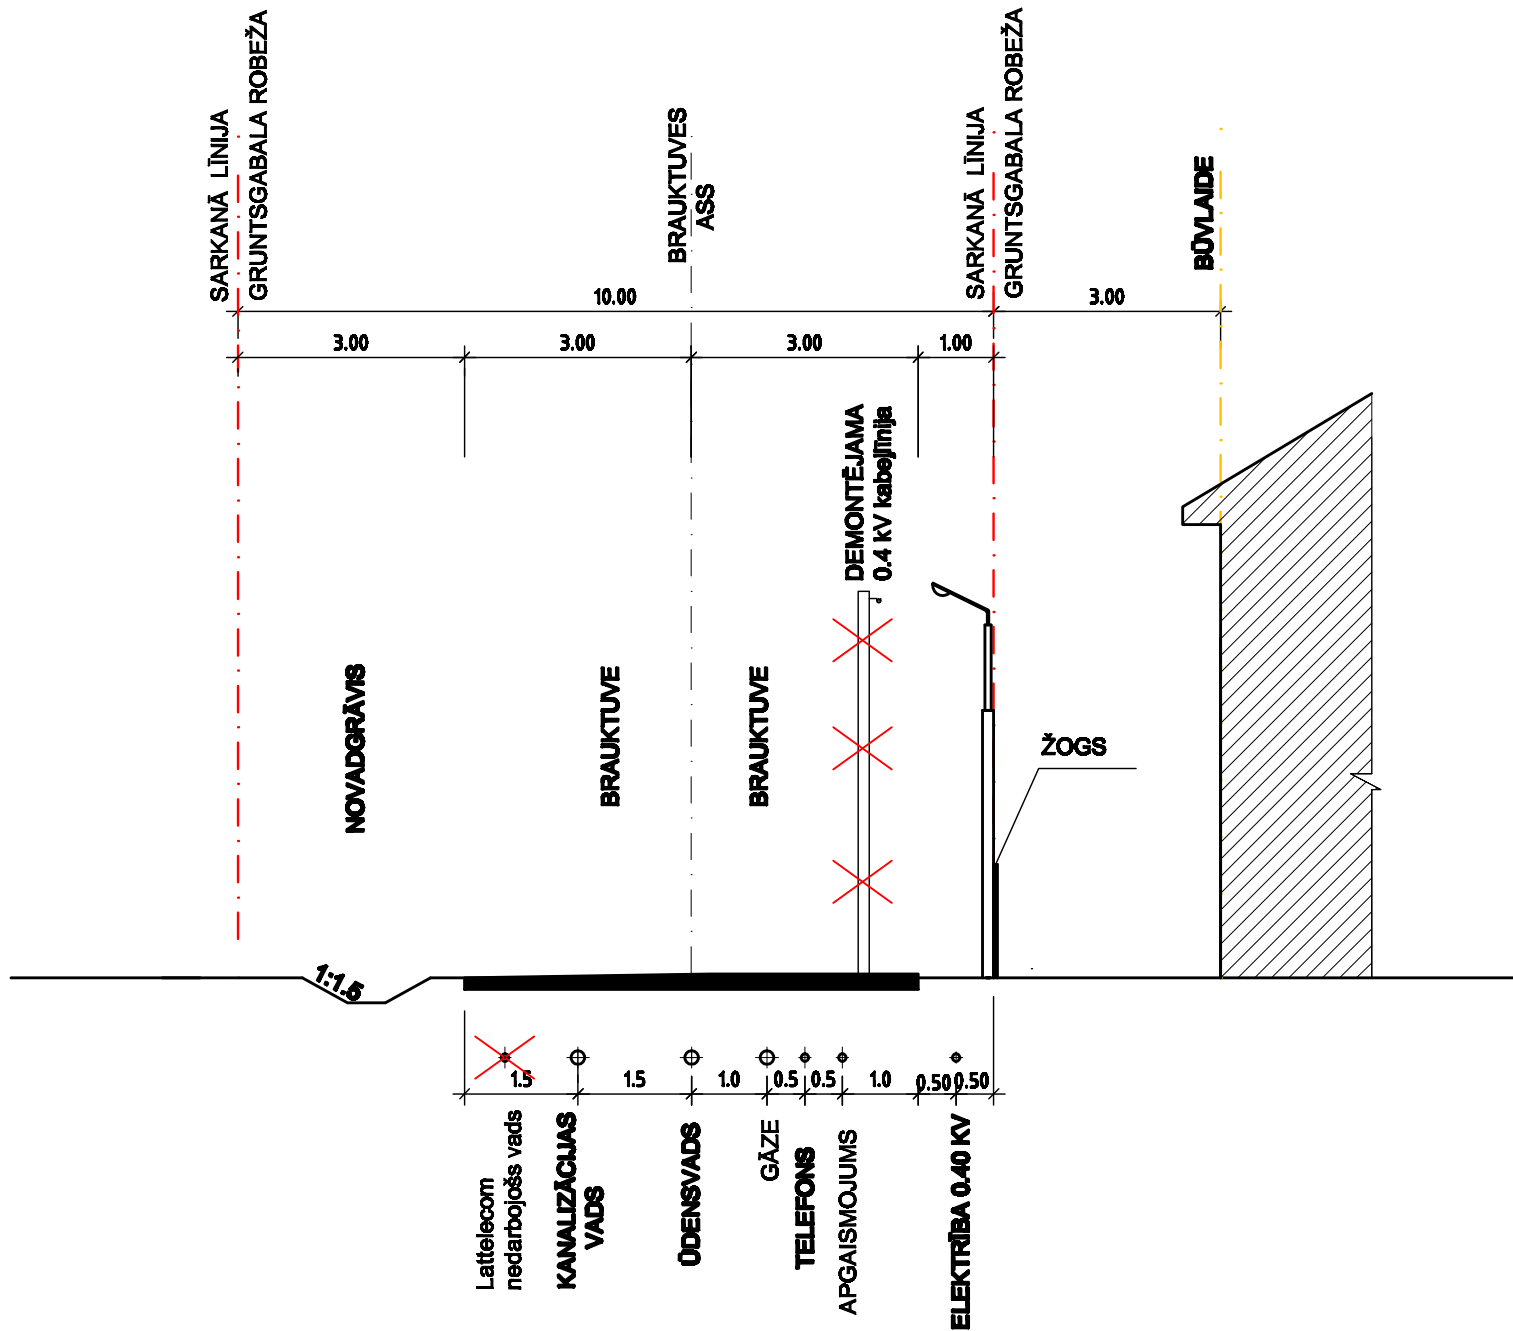 SARKANĀ LĪNIJA
GRUNTSGABALA ROBEŽA
BRAUKTUVES
ASS
SARKANĀ LĪNIJA
GRUNTSGABALA ROBEŽA
BŪVLAIDE
10.00
3.00
3.00
3.00
3.00
1.00
DEMONTĒJAMA
0.4 kV kabeļlīnija
NOVADGRĀVIS
BRAUKTUVE
BRAUKTUVE
ŽOGS
1:1.5
1.5
1.5
1.0
0.5
0.5
1.0
0.50
0.50
Lattelecom
nedarbojošs vads
KANALIZĀCIJAS
VADS
ŪDENSVADS
GĀZE
TELEFONS
APGAISMOJUMS
ELEKTRĪBA 0.40 KV